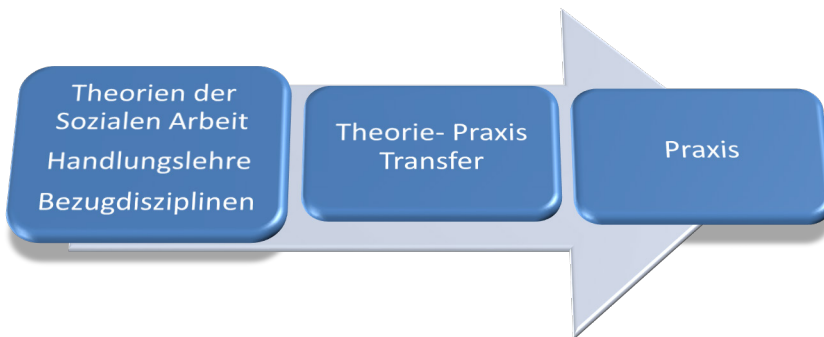 Theorien der
Sozialen Arbeit
Handlungslehre
Bezugdisziplinen
Theorie- Praxis
Transfer
Praxis